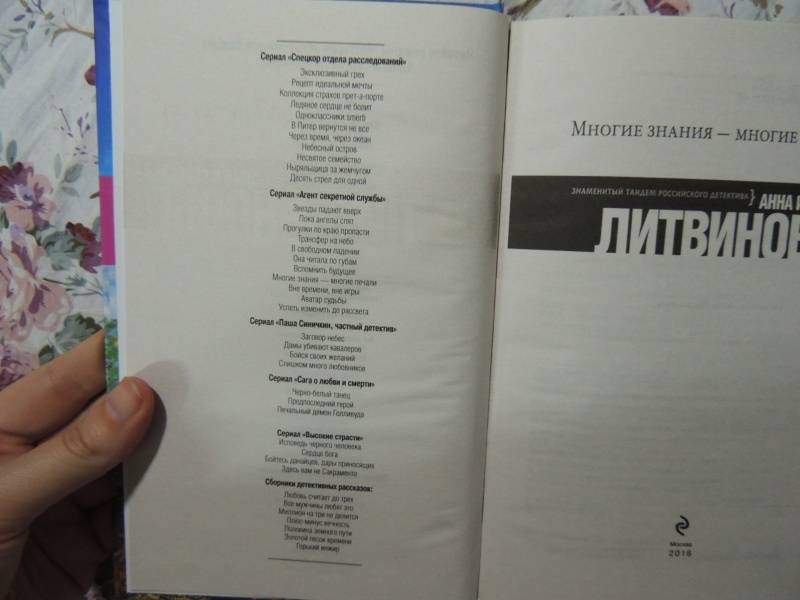 Сериал «Спецкор отдела расследований»
Эксклюзивный грех
Рецепт идеальной мечты
Коллекция страхов прет-а-порте
Ледяное сердце не болит
Одноклассники smerti
В Питер вернутся не все
Через время, через океан
Небесный остров
Несвятое семейство
Ныряльщица за жемчугом
Десять стрел для одной
Сериал «Агент секретной службы»
Звезды падают вверх
Пока ангелы спят
Прогулки по краю пропасти
Трансфер на небо
В свободном падении
Она читала по губам
Вспомнить будущее
Многие знания — многие печали
Вне времени, вне игры
Аватар судьбы
Успеть изменить до рассвета
Сериал «Паша Синичкин, частный детектив»
Заговор небес
Дамы убивают кавалеров
Бойся своих желаний
Слишком много любовников
Сериал «Сага о любви и смерти»
Черно-белый танец
Предпоследний герой
Печальный демон Голливуда
Сериал «Высокие страсти»
Исповедь черного человека
Сердце бога
Бойтесь данайцев, дары приносящих
Здесь вам не Сакраменто
Сборники детективных рассказов:
Любовь считает до трех
Все мужчины любят это
Миллион на три не делится
Плюс-минус вечность
Половина земного пути
Золотой песок времени
Горький инжир
Многие знания — многие
ЗНАМЕНИТЫЙ ТАНДЕМ РОССИЙСКОГО ДЕТЕКТИВА} АННА И
ЛИТВИНОВ
Москва
2016